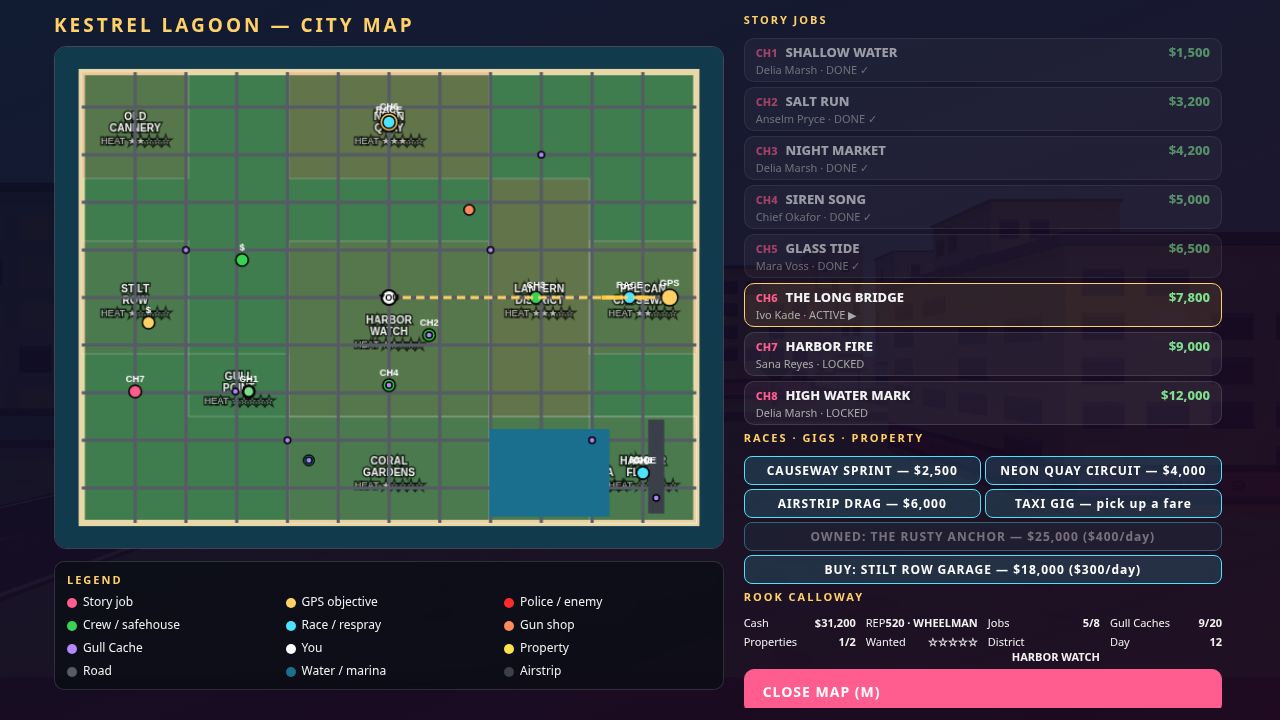 KESTREL LAGOON — CITY MAP
OLD
CANNERY
HEAT ★★☆☆☆
HEAT ★★★☆☆
$
STILT
ROW
HEAT ★
$
HARBOR
WATCH
HEAT
CH2
LANTERN
HEAT ★★★☆☆
RACE
GPS
HEAT ★★☆☆☆
CH7
GULL
POINT
CH1
HEAT
CH4
CORAL
GARDENS
HEAT ★☆☆☆☆
HEAT
LEGEND
Story job
GPS objective
Police / enemy
Crew / safehouse
Race / respray
Gun shop
Gull Cache
You
Property
Road
Water / marina
Airstrip
STORY JOBS
CH1 SHALLOW WATER $1,500
Delia Marsh · DONE ✓
CH2 SALT RUN $3,200
Anselm Pryce · DONE ✓
CH3 NIGHT MARKET $4,200
Delia Marsh · DONE ✓
CH4 SIREN SONG $5,000
Chief Okafor · DONE ✓
CH5 GLASS TIDE $6,500
Mara Voss · DONE ✓
CH6 THE LONG BRIDGE $7,800
Ivo Kade · ACTIVE ▶
CH7 HARBOR FIRE $9,000
Sana Reyes · LOCKED
CH8 HIGH WATER MARK $12,000
Delia Marsh · LOCKED
RACES · GIGS · PROPERTY
CAUSEWAY SPRINT — $2,500
NEON QUAY CIRCUIT — $4,000
AIRSTRIP DRAG — $6,000
TAXI GIG — pick up a fare
OWNED: THE RUSTY ANCHOR — $25,000 ($400/day)
BUY: STILT ROW GARAGE — $18,000 ($300/day)
ROOK CALLOWAY
Cash $31,200 REP 520 · WHEELMAN Jobs 5/8 Gull Caches 9/20
Properties 1/2 Wanted ☆☆☆☆☆ District Day 12
HARBOR WATCH
CLOSE MAP (M)